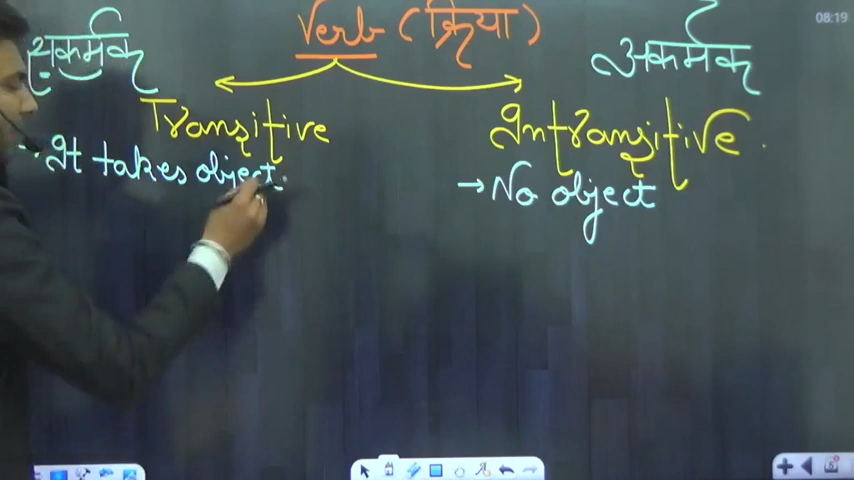 08:19
Verb (क्रिया)
सकर्मक
अकर्मक
Transitive
Intransitive
It takes object.
→ No object